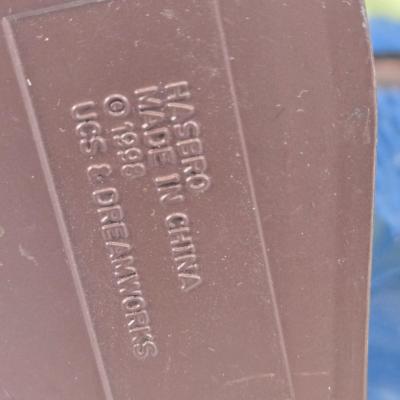 HASBRO
MADE IN CHINA
© 1998
UCS & DREAMWORKS